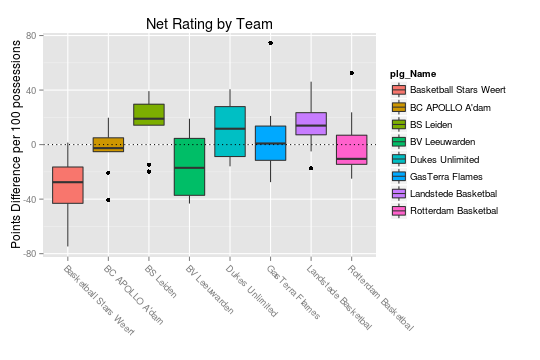 Net Rating by Team
Points Difference per 100 possessions
80
40
0
-40
-80
Basketball Stars Weert
BC APOLLO A'dam
BS Leiden
BV Leeuwarden
Dukes Unlimited
GasTerra Flames
Landstede Basketbal
Rotterdam Basketbal
plg_Name
Basketball Stars Weert
BC APOLLO A'dam
BS Leiden
BV Leeuwarden
Dukes Unlimited
GasTerra Flames
Landstede Basketbal
Rotterdam Basketbal